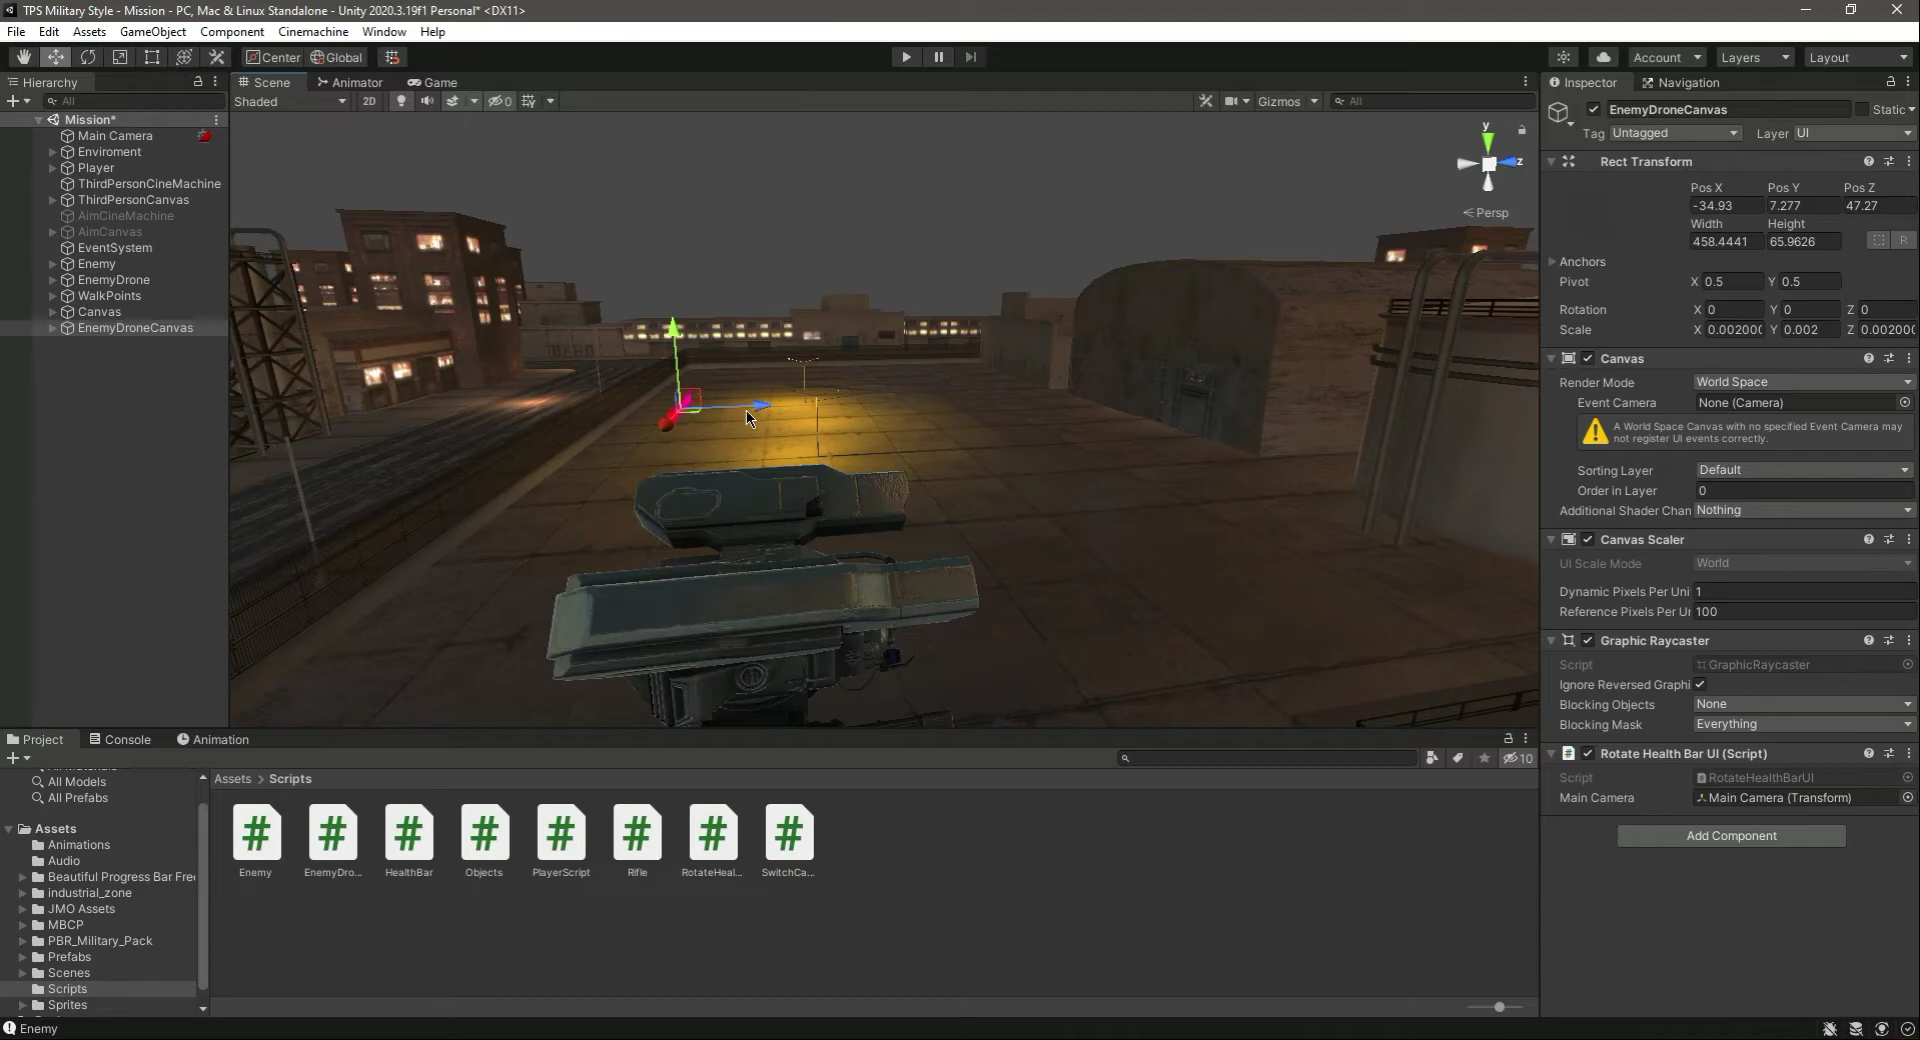 TPS Military Style - Mission - PC, Mac & Linux Standalone - Unity 2020.3.19f1 Personal* <DX11>
File Edit Assets GameObject Component Cinemachine Window Help
Center Global Account Layers Layout
Hierarchy
All
Mission*
Main Camera
Enviroment
Player
ThirdPersonCineMachine
ThirdPersonCanvas
AimCineMachine
AimCanvas
EventSystem
Enemy
EnemyDrone
WalkPoints
Canvas
EnemyDroneCanvas
Scene Animator Game
Shaded 2D 0 Gizmos All
y
z
Persp
Inspector Navigation
EnemyDroneCanvas Static
Tag Untagged Layer UI
Rect Transform
Pos X Pos Y Pos Z
-34.93 7.277 47.27
Width Height
458.4441 65.9626 R
Anchors
Pivot X 0.5 Y 0.5
Rotation X 0 Y 0 Z 0
Scale X 0.00200( Y 0.002 Z 0.00200(
Canvas
Render Mode World Space
Event Camera None (Camera)
A World Space Canvas with no specified Event Camera may
not register UI events correctly.
Sorting Layer Default
Order in Layer 0
Additional Shader Chan Nothing
Canvas Scaler
UI Scale Mode World
Dynamic Pixels Per Uni 1
Reference Pixels Per Ur 100
Graphic Raycaster
Script GraphicRaycaster
Ignore Reversed Graphi
Blocking Objects None
Blocking Mask Everything
Rotate Health Bar UI (Script)
Script RotateHealthBarUI
Main Camera Main Camera (Transform)
Add Component
Project Console Animation
10
All Models
All Prefabs
Assets
Animations
Audio
Beautiful Progress Bar Free
industrial_zone
JMO Assets
MBCP
PBR_Military_Pack
Prefabs
Scenes
Scripts
Sprites
Assets > Scripts
# # # # # # # #
Enemy EnemyDro... HealthBar Objects PlayerScript Rifle RotateHeal... SwitchCa...
Enemy